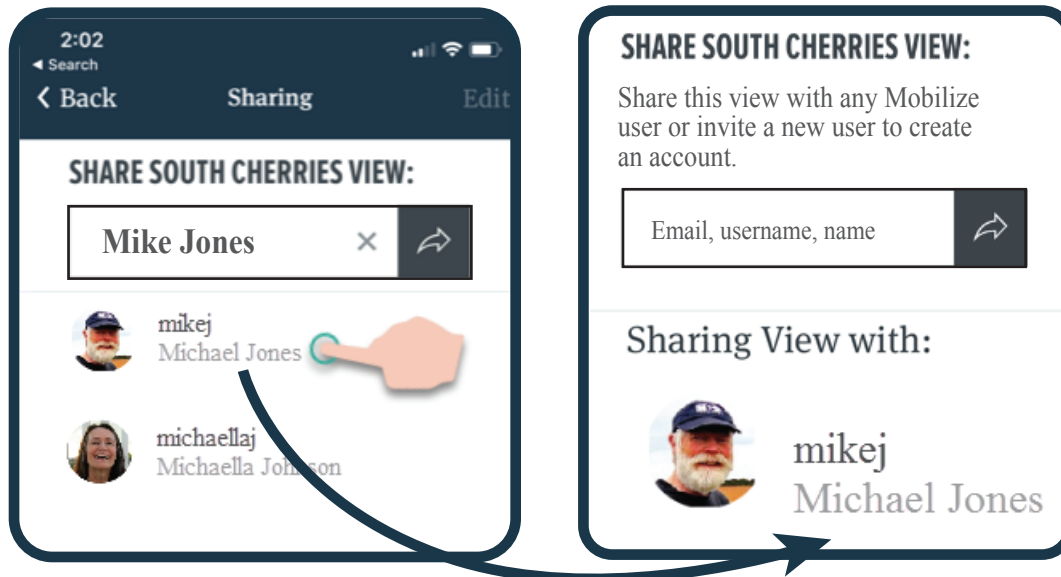 2:02
Search
Back Sharing Edit
SHARE SOUTH CHERRIES VIEW:
Mike Jones
mikej
Michael Jones
michaellaj
Michaella Johnson
SHARE SOUTH CHERRIES VIEW:
Share this view with any Mobilize
user or invite a new user to create
an account.
Email, username, name
Sharing View with:
mikej
Michael Jones